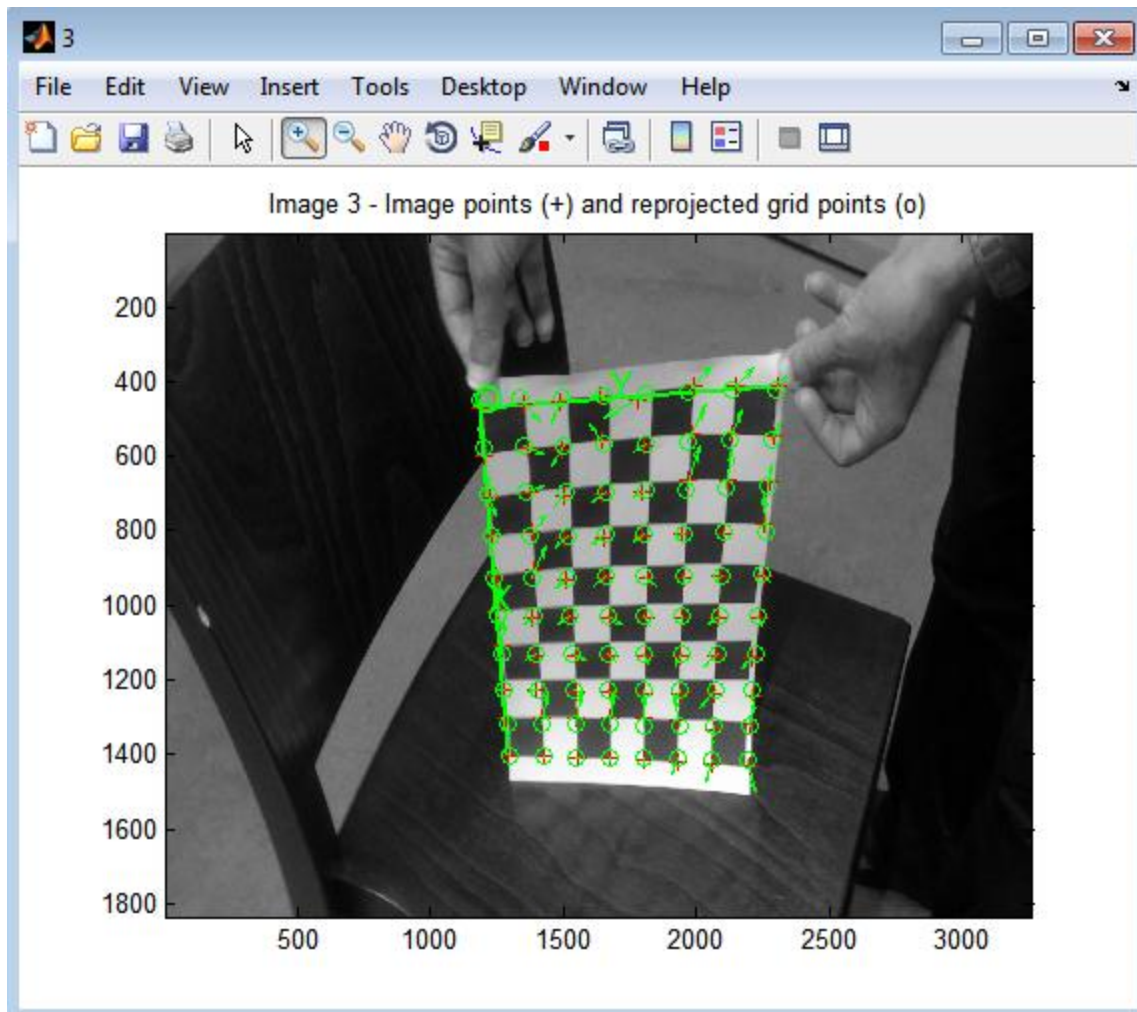 3
File Edit View Insert Tools Desktop Window Help
Image 3 - Image points (+) and reprojected grid points (o)
200
400
600
800
1000
1200
1400
1600
1800
Y
X
O
500 1000 1500 2000 2500 3000